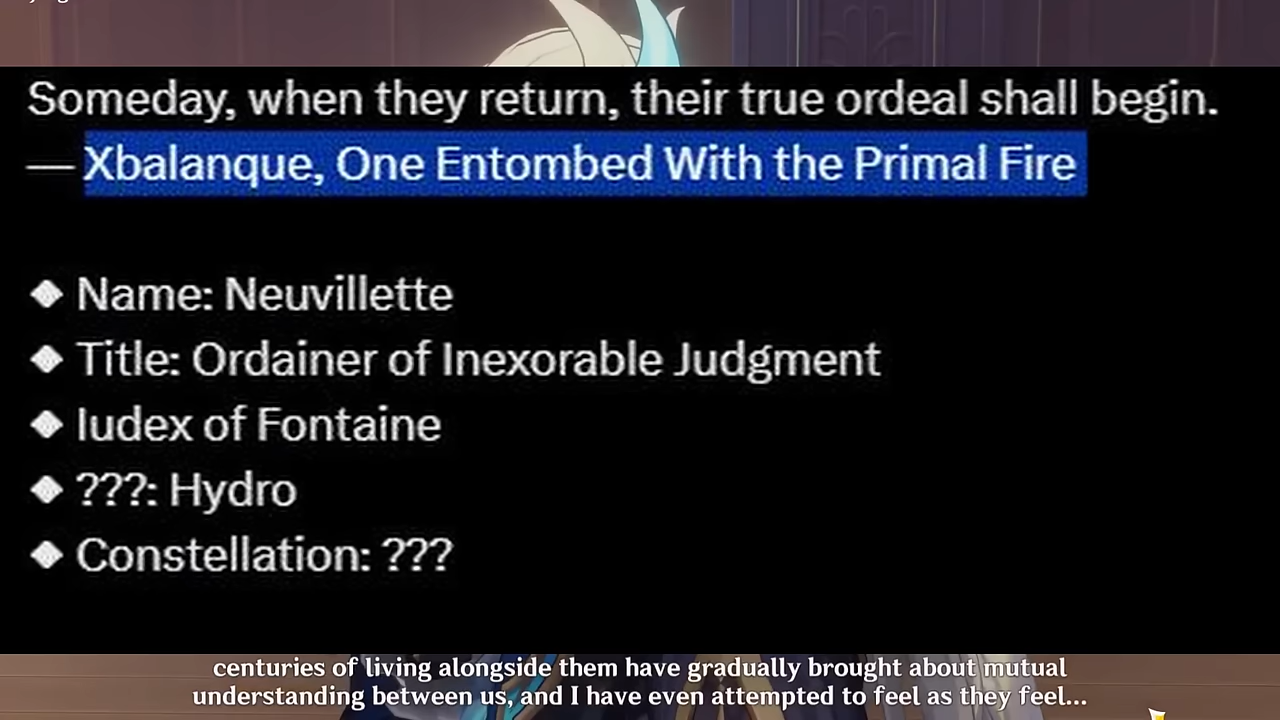 Someday, when they return, their true ordeal shall begin.
— Xbalanque, One Entombed With the Primal Fire
◆ Name: Neuvillette
◆ Title: Ordainer of Inexorable Judgment
◆ Iudex of Fontaine
◆ ???: Hydro
◆ Constellation: ???
centuries of living alongside them have gradually brought about mutual
understanding between us, and I have even attempted to feel as they feel...